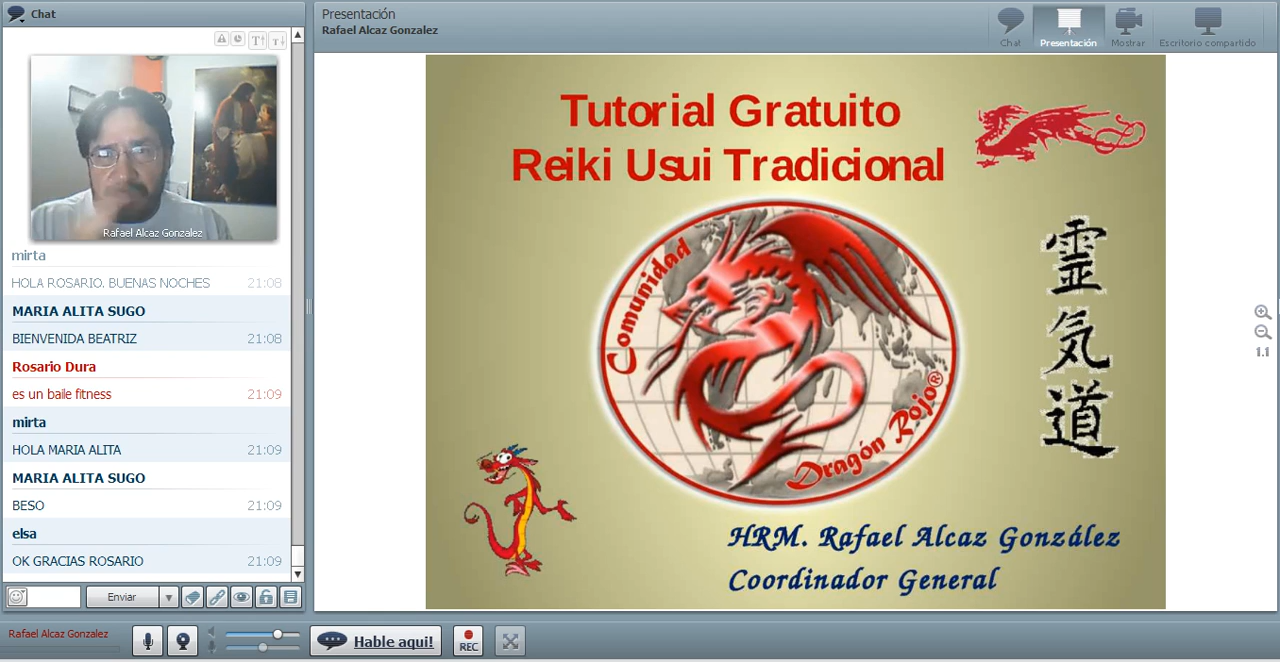 Chat
T↑
T↓
Rafael Alcaz Gonzalez
mirta
HOLA ROSARIO. BUENAS NOCHES 21:08
MARIA ALITA SUGO
BIENVENIDA BEATRIZ 21:08
Rosario Dura
es un baile fitness 21:09
mirta
HOLA MARIA ALITA 21:09
MARIA ALITA SUGO
BESO 21:09
elsa
OK GRACIAS ROSARIO 21:09
Enviar
Presentación
Rafael Alcaz Gonzalez
Chat
Presentación
Mostrar
Escritorio compartido
Tutorial Gratuito
Reiki Usui Tradicional
Comunidad
Dragón Rojo®
靈
気
道
HRM. Rafael Alcaz González
Coordinador General
1.1
Rafael Alcaz Gonzalez
Hable aqui!
REC